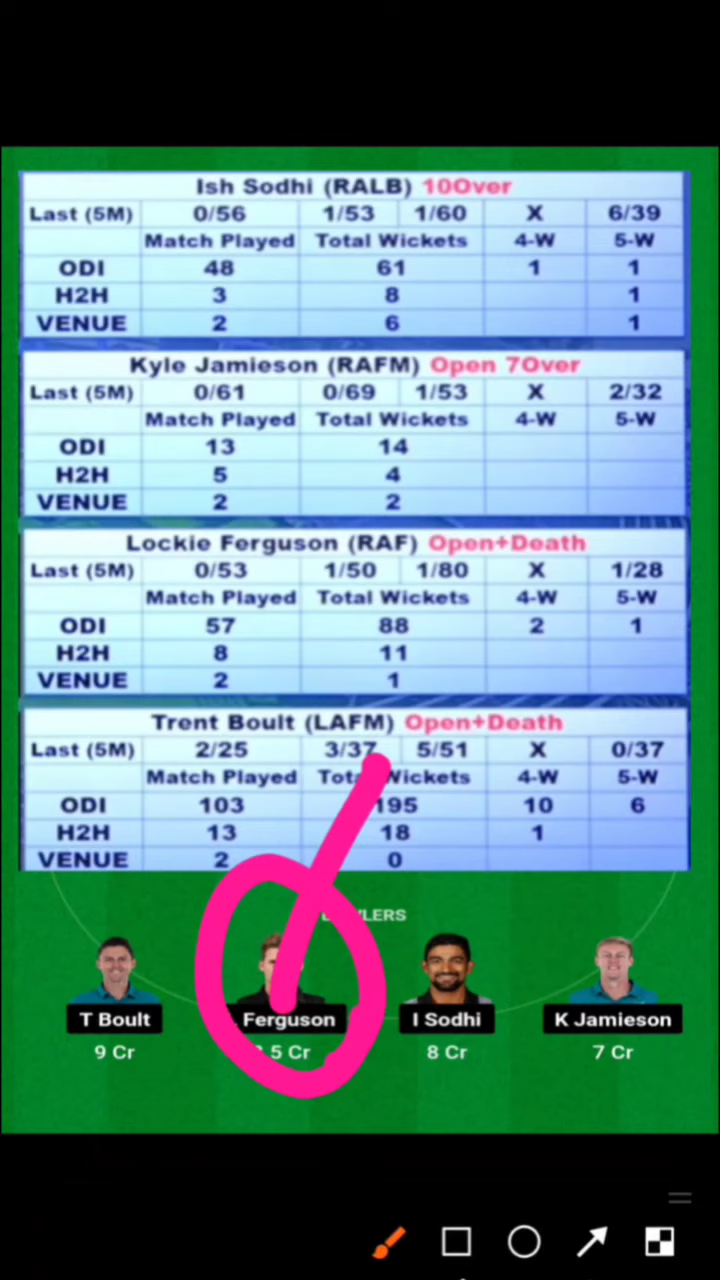 Ish Sodhi (RALB) 10Over
Last (5M) 0/56 1/53 1/60 X 6/39
Match Played Total Wickets 4-W 5-W
ODI 48 61 1 1
H2H 3 8 1
VENUE 2 6 1
Kyle Jamieson (RAFM) Open 7Over
Last (5M) 0/61 0/69 1/53 X 2/32
Match Played Total Wickets 4-W 5-W
ODI 13 14
H2H 5 4
VENUE 2 2
Lockie Ferguson (RAF) Open+Death
Last (5M) 0/53 1/50 1/80 X 1/28
Match Played Total Wickets 4-W 5-W
ODI 57 88 2 1
H2H 8 11
VENUE 2 1
Trent Boult (LAFM) Open+Death
Last (5M) 2/25 3/37 5/51 X 0/37
Match Played Total Wickets 4-W 5-W
ODI 103 195 10 6
H2H 13 18 1
VENUE 2 0
T Boult Ferguson I Sodhi K Jamieson
9 Cr 5 Cr 8 Cr 7 Cr